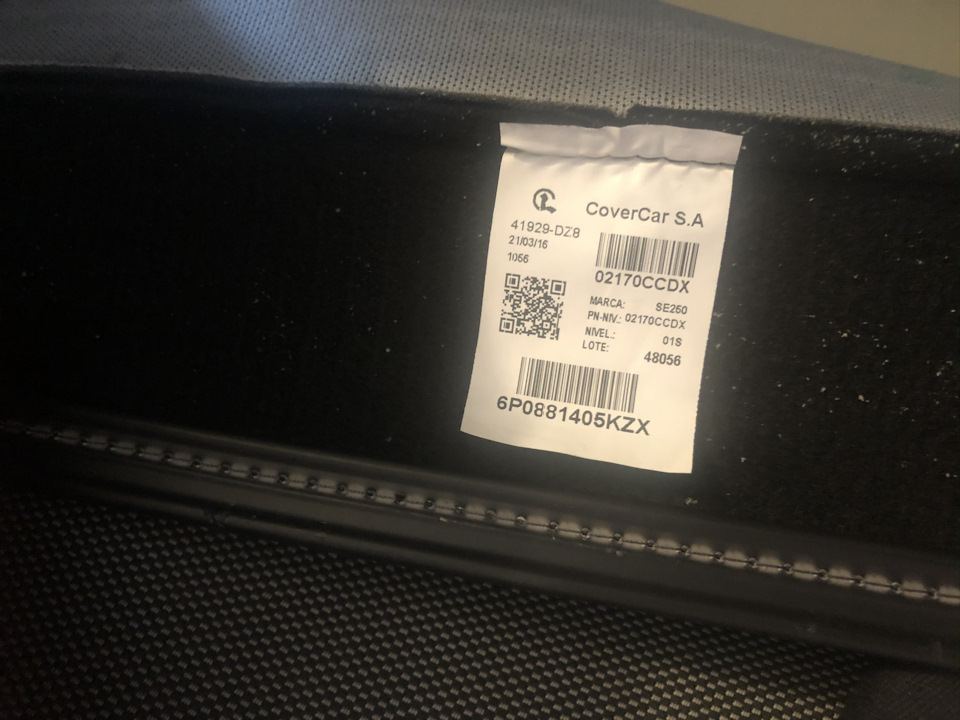 CoverCar S.A
41929-DZ8
21/03/16
1056
02170CCDX
MARCA: SE250
PN-NIV.: 02170CCDX
NIVEL.: 01S
LOTE: 48056
6P0881405KZX